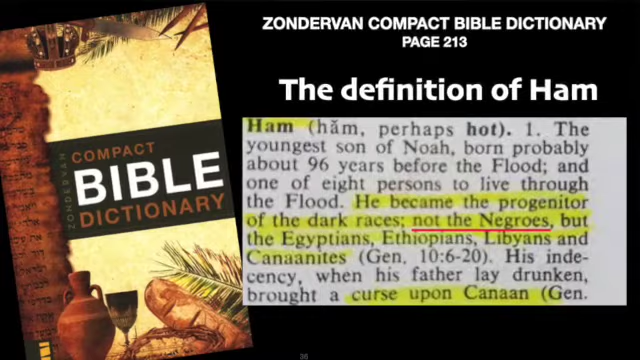 ZONDERVAN COMPACT BIBLE DICTIONARY
PAGE 213
The definition of Ham
ZONDERVAN
COMPACT
BIBLE
DICTIONARY
Ham (hăm, perhaps hot). 1. The
youngest son of Noah, born probably
about 96 years before the Flood; and
one of eight persons to live through
the Flood. He became the progenitor
of the dark races; not the Negroes, but
the Egyptians, Ethiopians, Libyans and
Canaanites (Gen. 10:6-20). His inde-
cency, when his father lay drunken,
brought a curse upon Canaan (Gen.